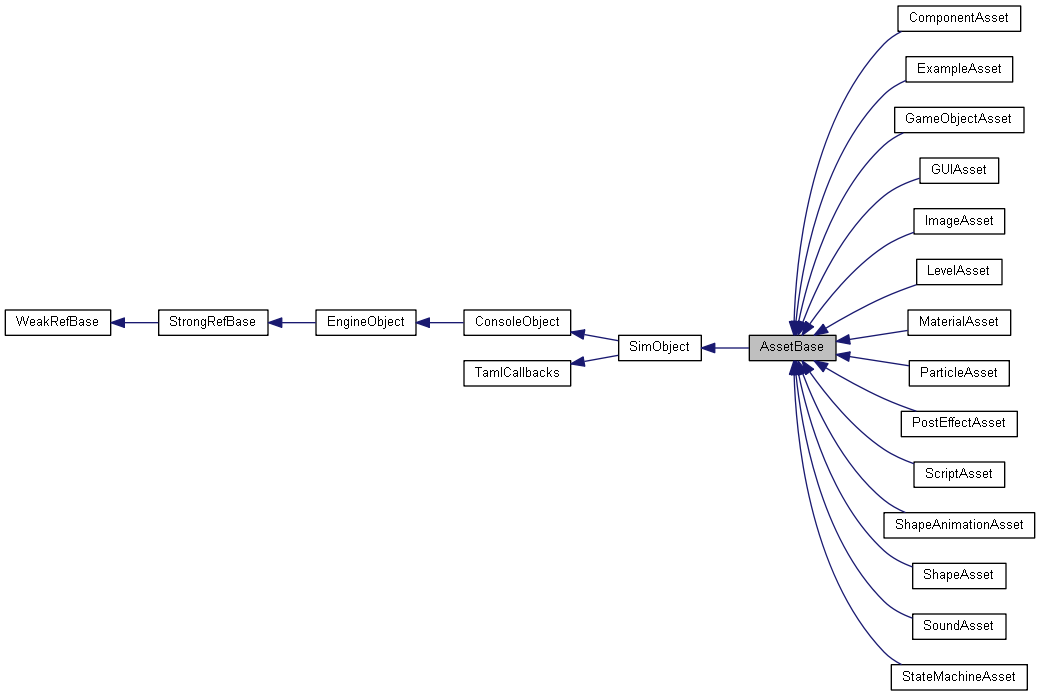 ComponentAsset
ExampleAsset
GameObjectAsset
GUIAsset
ImageAsset
LevelAsset
WeakRefBase
StrongRefBase
EngineObject
ConsoleObject
MaterialAsset
SimObject
AssetBase
TamlCallbacks
ParticleAsset
PostEffectAsset
ScriptAsset
ShapeAnimationAsset
ShapeAsset
SoundAsset
StateMachineAsset